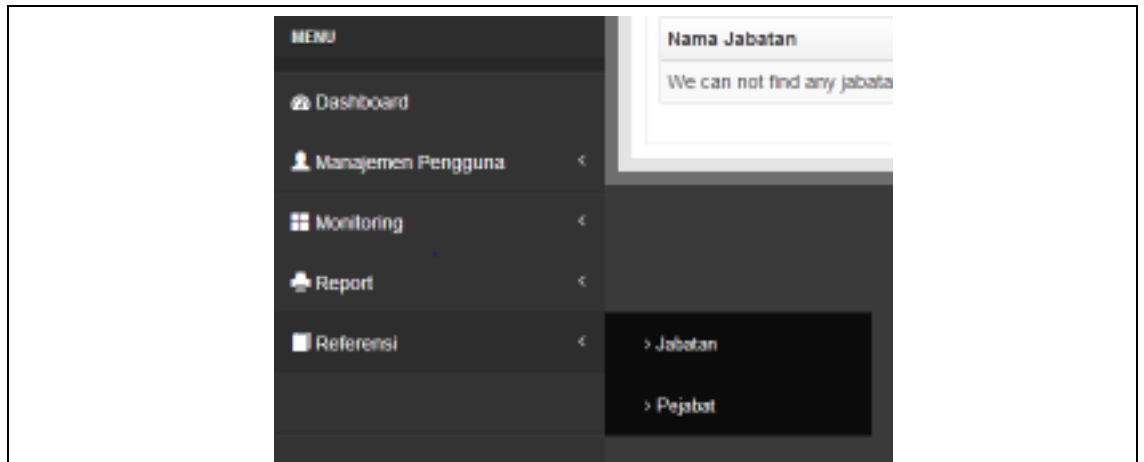 MENU
Dashboard
Manajemen Pengguna
Monitoring
Report
Referensi
Nama Jabatan
We can not find any jabata
> Jabatan
> Pejabat